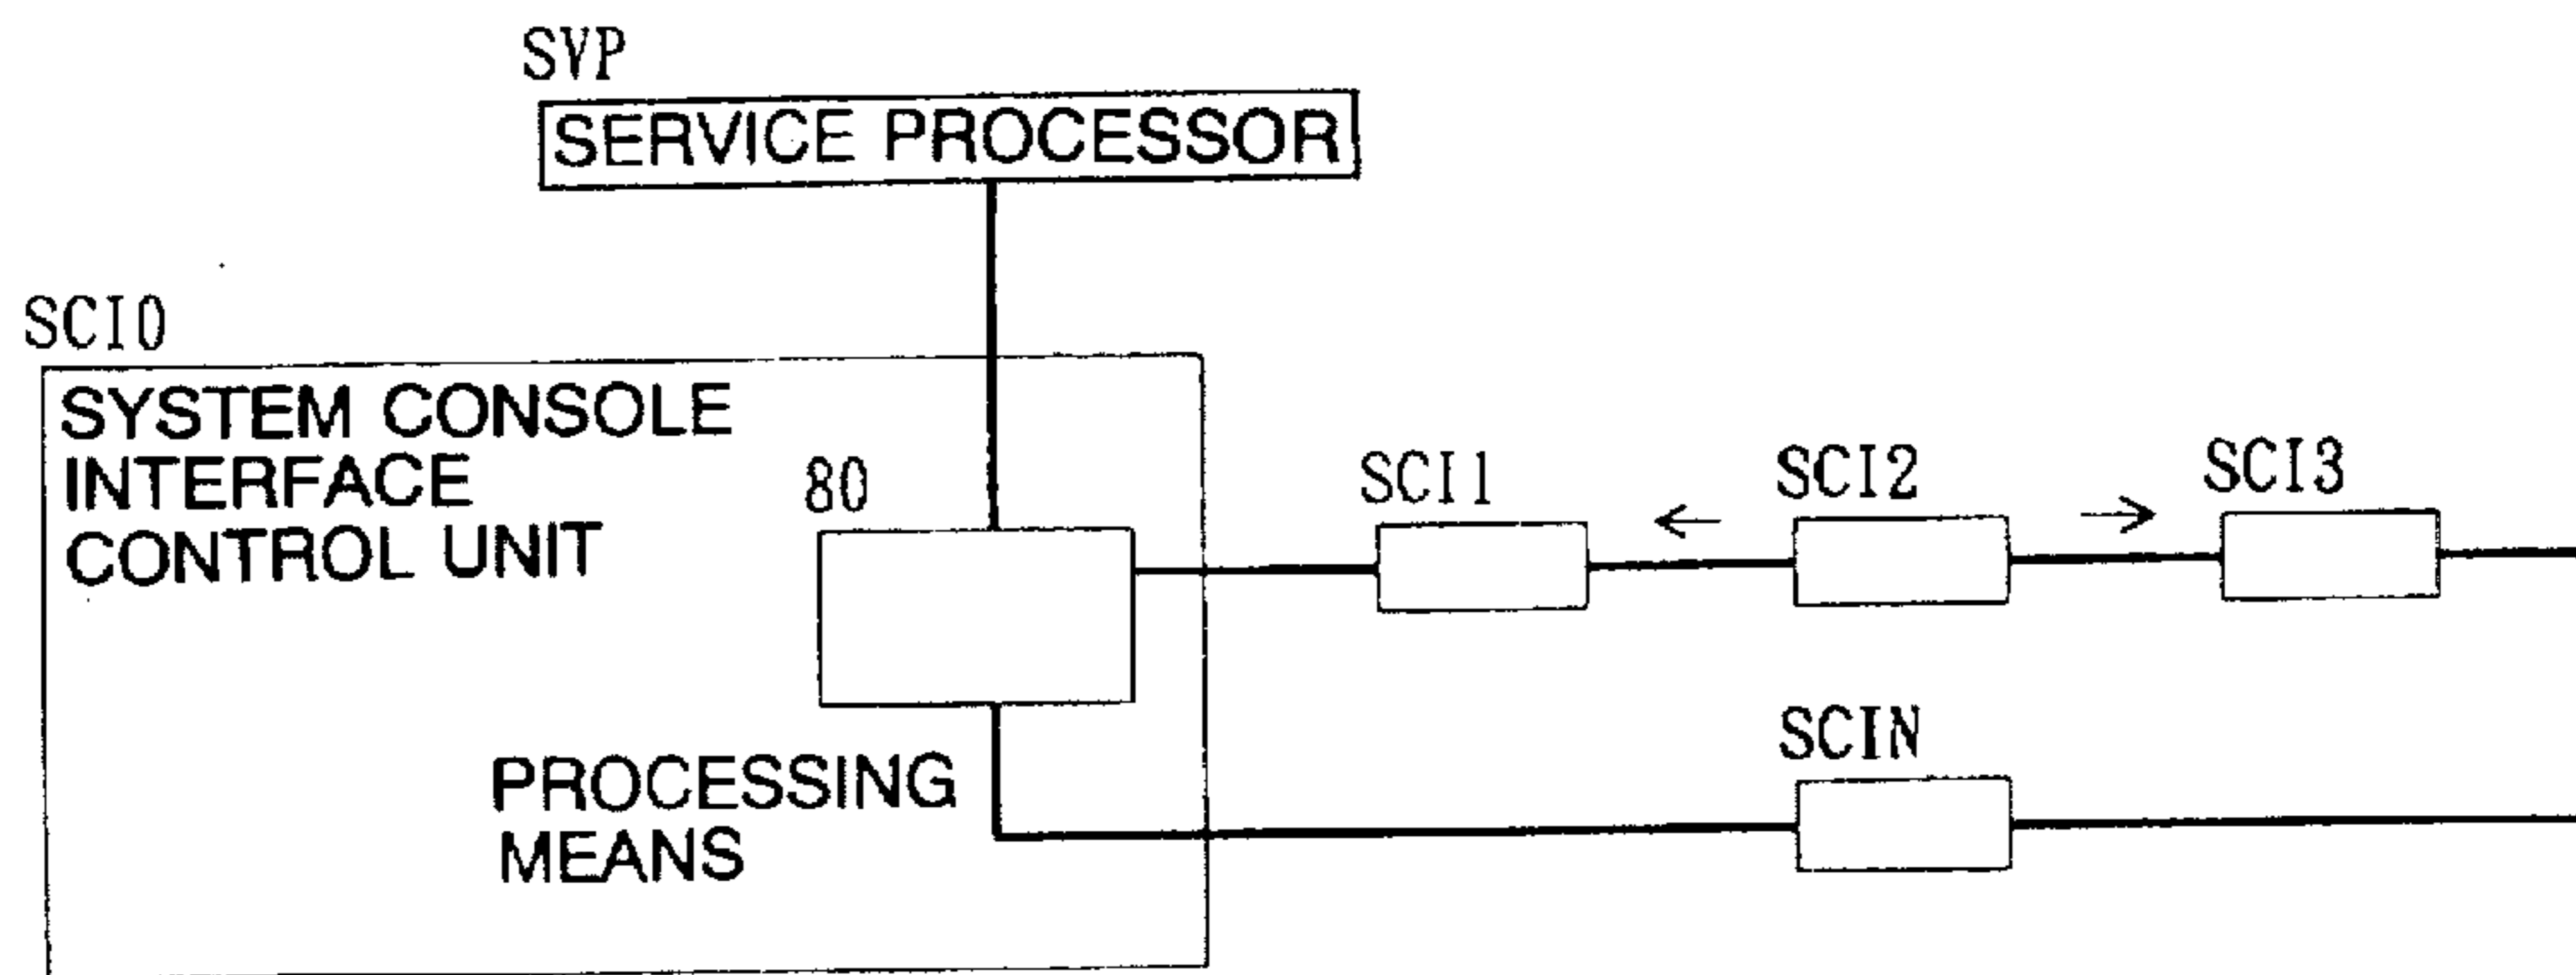 SVP
SERVICE PROCESSOR
SCI0
SYSTEM CONSOLE
INTERFACE
CONTROL UNIT
80
SCI1
SCI2
SCI3
PROCESSING
MEANS
SCIN